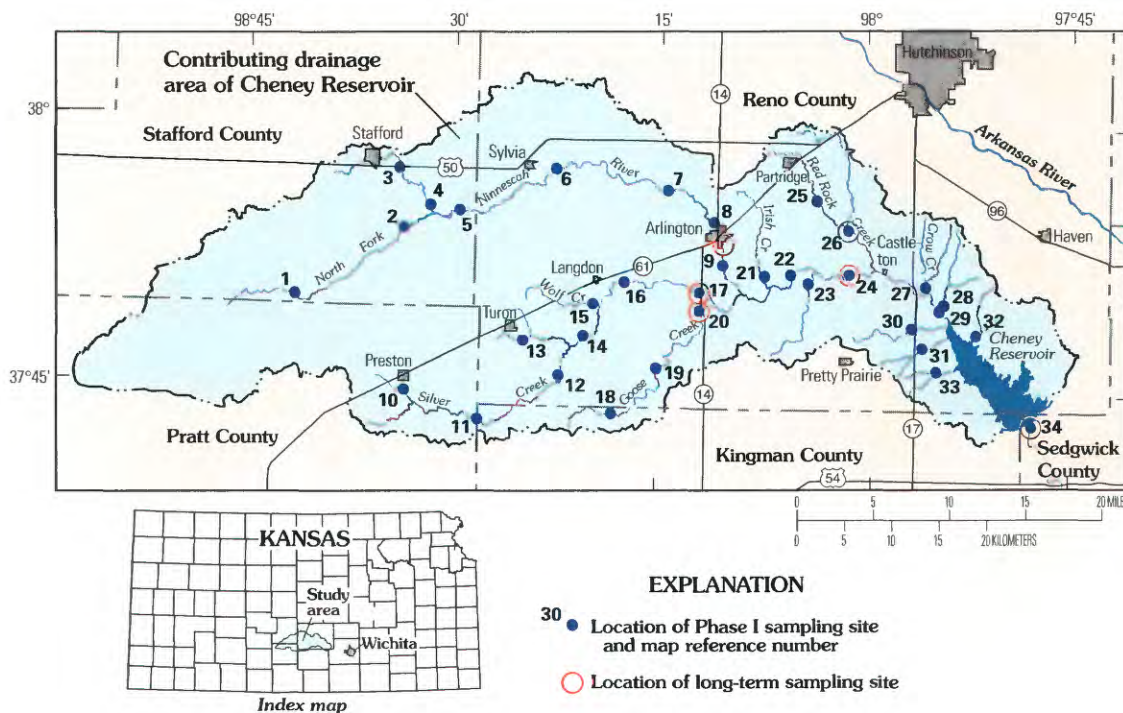 98°45'
30'
15'
98°
97°45'
Contributing drainage
area of Cheney Reservoir
14
Reno County
Hutchinson
38°
Stafford County
Stafford
Arkansas River
50
Sylvia
3
6
7
Partridge
Red Rock
Creek
25
96
Haven
4
Ninnescah
River
2
5
8
Arlington
Irish Cr.
26
Castle-
ton
Crow Cr.
North Fork
1
9
21
22
24
Langdon
61
16
17
23
27
28
Wolf Cr.
15
20
30
29
32
Turon
13
14
Creek
Cheney
Reservoir
37°45'
Preston
12
19
Pretty Prairie
31
33
10
Silver
Creek
18
Goose
14
11
17
34
Pratt County
Kingman County
Sedgwick
County
54
0 5 10 15 20 MILE
0 5 10 15 20 KILOMETERS
KANSAS
Study
area
Wichita
Index map
EXPLANATION
30 Location of Phase I sampling site
and map reference number
Location of long-term sampling site